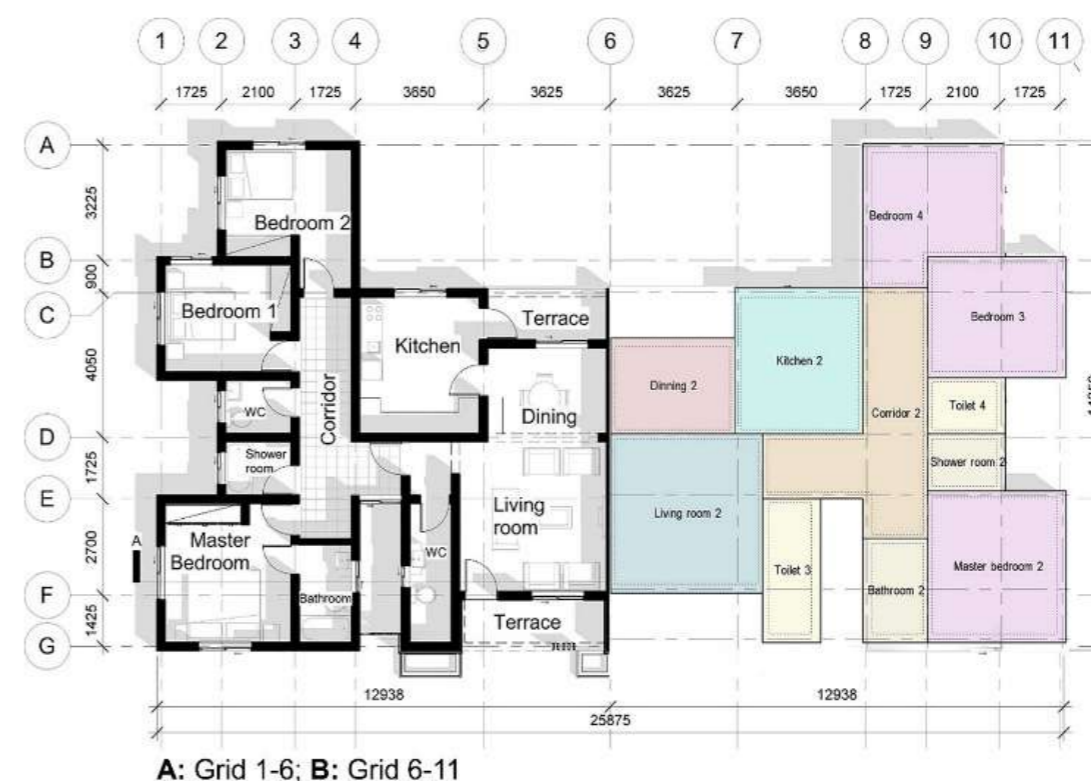 1 2 3 4 5 6 7 8 9 10 11
1725 2100 1725 3650 3625 3625 3650 1725 2100 1725
A
3225
B
900
C
4050
D
1725
E
2700
F
1425
G
Bedroom 2
Bedroom 1
Kitchen
Terrace
Dining
Corridor
WC
Shower
room
Living
room
Master
Bedroom
A
Bathroom
WC
Terrace
Bedroom 4
Bedroom 3
Kitchen 2
Dinning 2
Corridor 2
Toilet 4
Shower room 2
Living room 2
Toilet 3
Bathroom 2
Master bedroom 2
12938 12938
25875
A: Grid 1-6; B: Grid 6-11